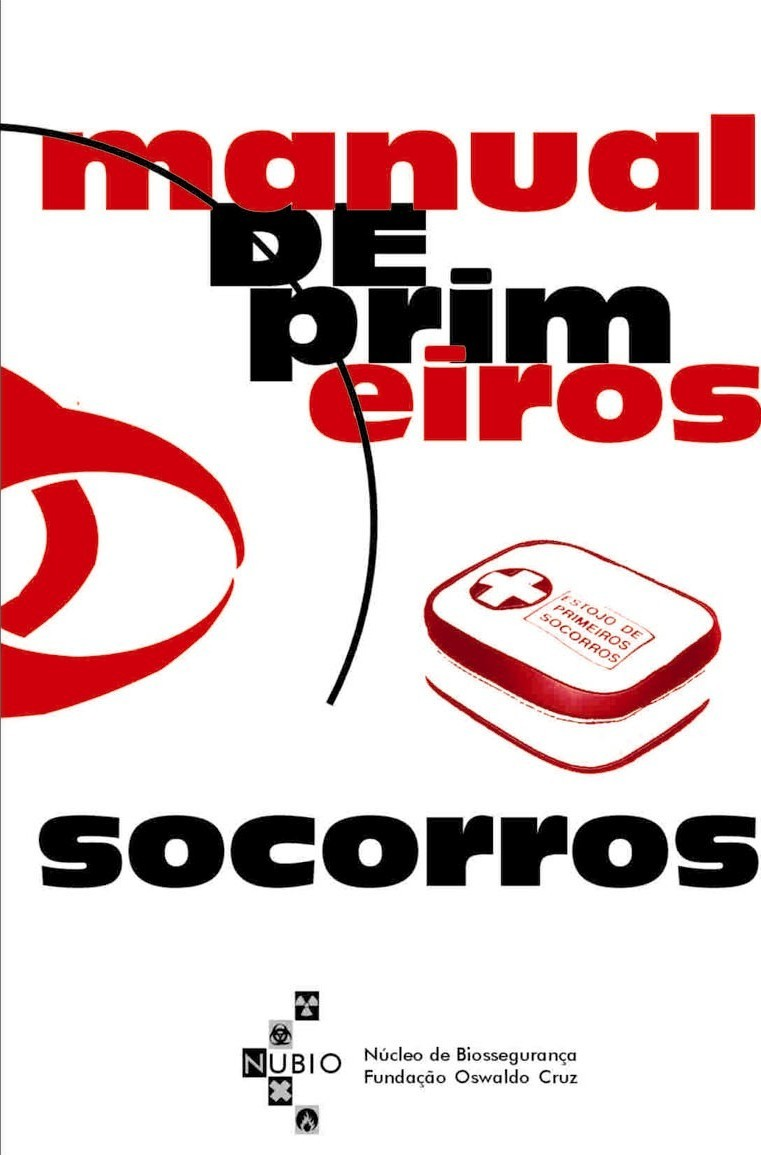 manual
DE
prim
eiros
ESTOJO DE
PRIMEIROS
SOCORROS
socorros
NUBIO
Núcleo de Biossegurança
Fundação Oswaldo Cruz